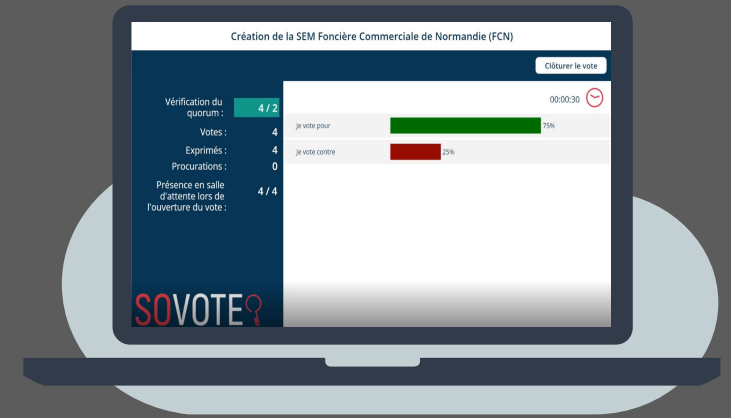 Création de la SEM Foncière Commerciale de Normandie (FCN)
Clôturer le vote
Vérification du
quorum :
4 / 2
Votes :
4
Exprimés :
4
Procurations :
0
Présence en salle
d'attente lors de
l'ouverture du vote :
4 / 4
00:00:30
Je vote pour
75%
Je vote contre
25%
SOVOTE